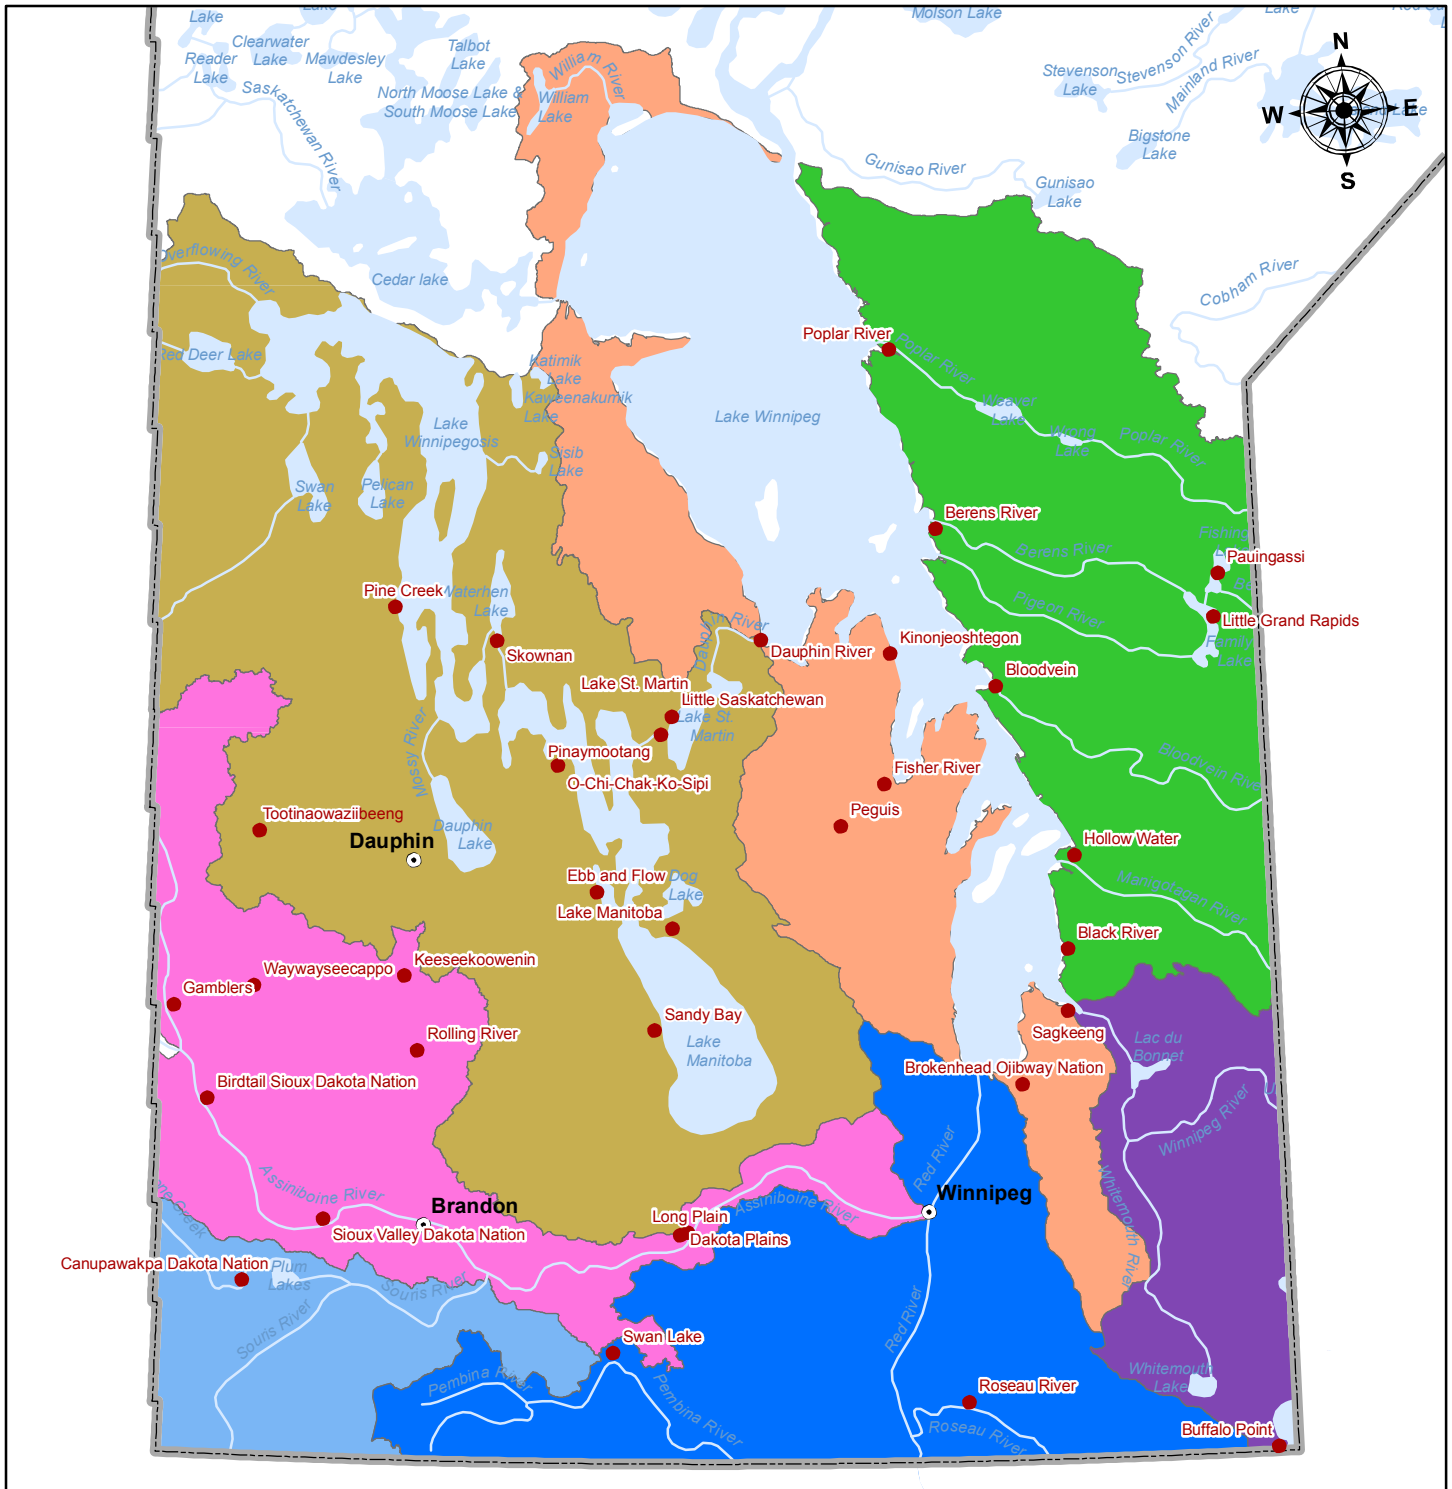 Lake
Lake
Molson Lake
Lake
Clearwater
Lake
Reader
Lake
Mawdesley
Lake
Talbot
Lake
Saskatchewan River
North Moose Lake &
South Moose Lake
William River
William
Lake
Stevenson
Lake
Stevenson River
Mainland River
Bigstone
Lake
Lake
N
W
E
S
Gunisao River
Gunisao
Lake
Overflowing River
Cedar lake
Cobham River
Red Deer Lake
Poplar River
Poplar River
Katimik
Lake
Kaweenakumik
Lake
Weaver
Lake
Lake
Winnipegosis
Lake Winnipeg
Wrong
Lake
Poplar River
Sisib
Lake
Swan
Lake
Pelican
Lake
Berens River
Berens River
Fishing
Pauingassi
Pine Creek
Waterhen
Lake
Pigeon River
Little Grand Rapids
Family
Lake
Skownan
Dauphin River
Dauphin River
Kinonjeoshtegon
Bloodvein
Lake St. Martin
Little Saskatchewan
Lake St.
Martin
Mossy River
Pinaymootang
O-Chi-Chak-Ko-Sipi
Bloodvein River
Fisher River
Peguis
Tootinaowaziibeeng
Dauphin
Dauphin
Lake
Hollow Water
Ebb and Flow
Dog
Lake
Manigotagan River
Lake Manitoba
Black River
Waywayseecappo
Keeseekoowenin
Gamblers
Sandy Bay
Rolling River
Lake
Manitoba
Sagkeeng
Lac du
Bonnet
Brokenhead Ojibway Nation
Birdtail Sioux Dakota Nation
Winnipeg River
Red River
Whitemouth River
Assiniboine River
Brandon
Winnipeg
Assiniboine River
Long Plain
Sioux Valley Dakota Nation
Dakota Plains
Creek
Canupawakpa Dakota Nation
Plum
Lakes
Souris River
Souris River
Red River
Swan Lake
Pembina River
Pembina River
Whitemouth
Lake
Roseau River
Roseau River
Buffalo Point